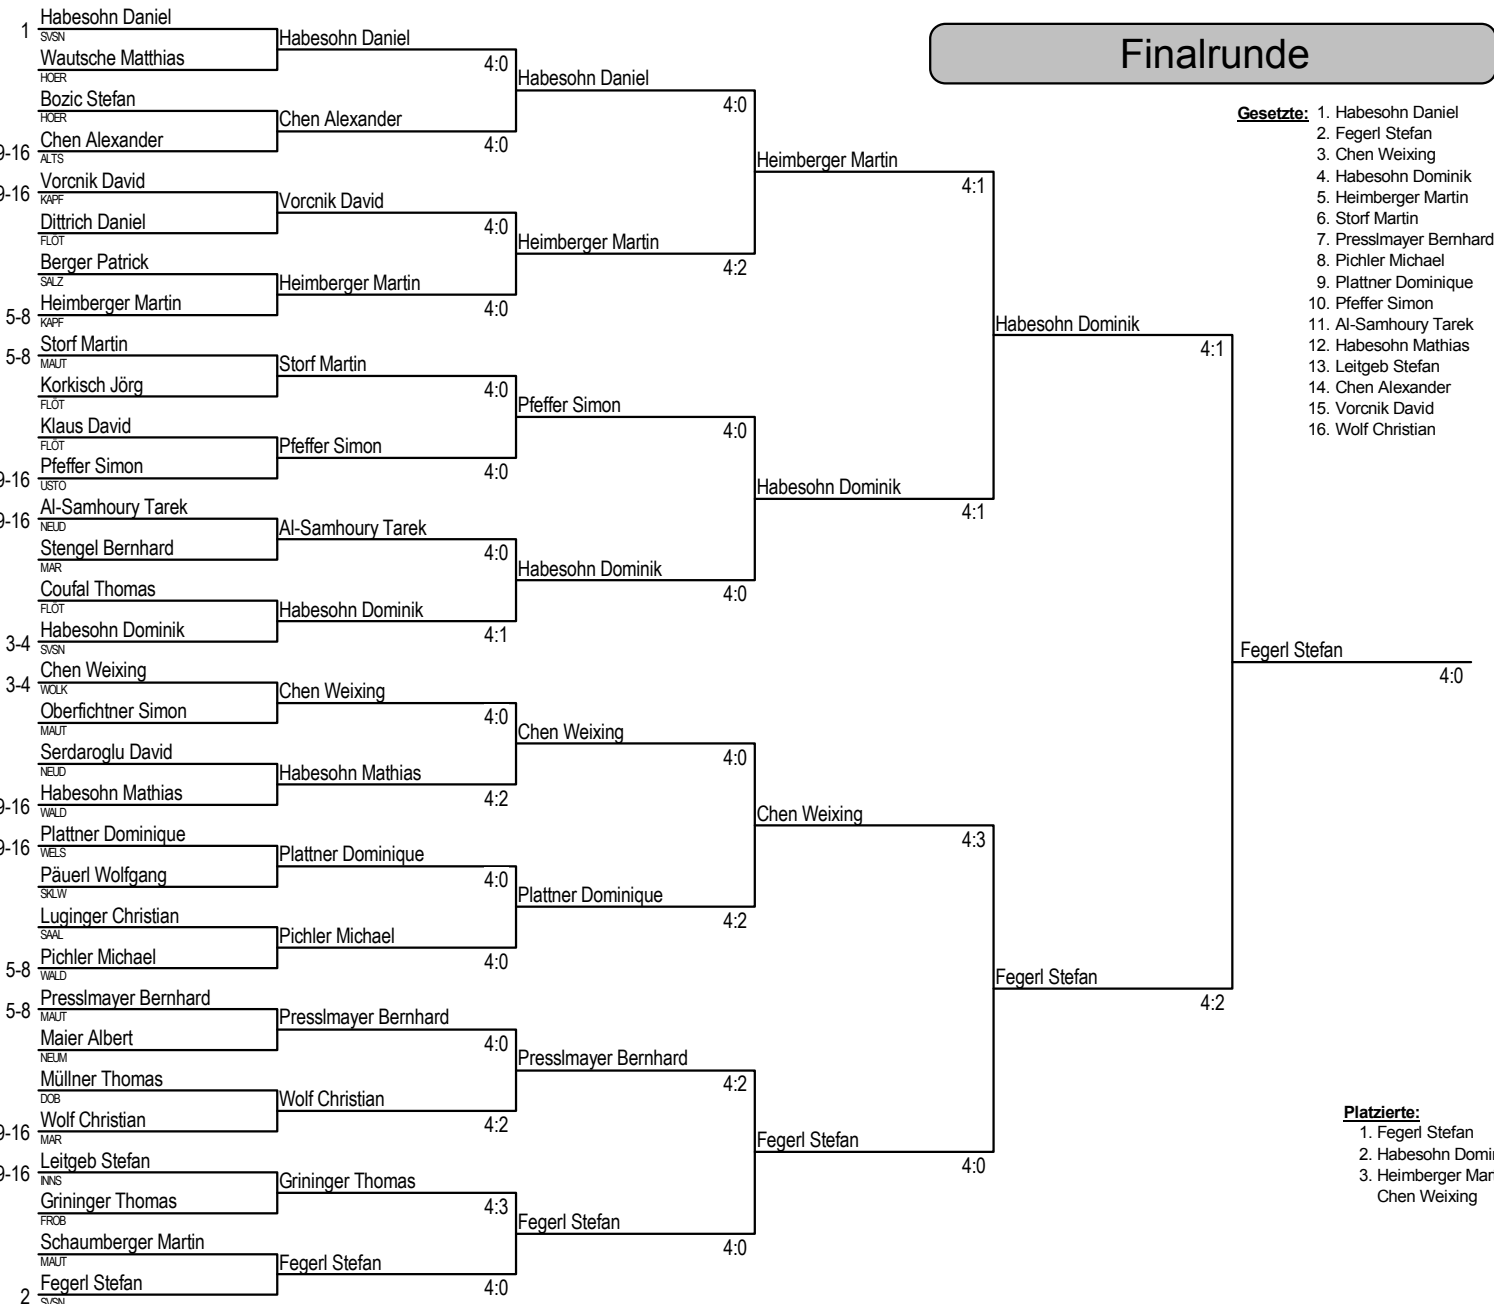 Finalrunde
Gesetzte: 1. Habesohn Daniel
2. Fegerl Stefan
3. Chen Weixing
4. Habesohn Dominik
5. Heimberger Martin
6. Storf Martin
7. Presslmayer Bernhard
8. Pichler Michael
9. Plattner Dominique
10. Pfeffer Simon
11. Al-Samhoury Tarek
12. Habesohn Mathias
13. Leitgeb Stefan
14. Chen Alexander
15. Vorcnik David
16. Wolf Christian
1 Habesohn Daniel
SVSN
Wautsche Matthias
HOER
Bozic Stefan
HOER
9-16 Chen Alexander
ALTS
9-16 Vorcnik David
KAPF
Dittrich Daniel
FLÖT
Berger Patrick
SALZ
5-8 Heimberger Martin
KAPF
5-8 Storf Martin
MAUT
Korkisch Jörg
FLÖT
Klaus David
FLÖT
9-16 Pfeffer Simon
USTO
9-16 Al-Samhoury Tarek
NEUD
Stengel Bernhard
MAR
Coufal Thomas
FLÖT
3-4 Habesohn Dominik
SVSN
3-4 Chen Weixing
WOLK
Oberfichtner Simon
MAUT
Serdaroglu David
NEUD
9-16 Habesohn Mathias
WALD
9-16 Plattner Dominique
WELS
Päuerl Wolfgang
SKLW
Luginger Christian
SAAL
5-8 Pichler Michael
WALD
5-8 Presslmayer Bernhard
MAUT
Maier Albert
NEUM
Müllner Thomas
DOB
9-16 Wolf Christian
MAR
9-16 Leitgeb Stefan
INNS
Grininger Thomas
FROB
Schaumberger Martin
MAUT
2 Fegerl Stefan
SVSN
Habesohn Daniel
4:0
Chen Alexander
4:0
Vorcnik David
4:0
Heimberger Martin
4:0
Storf Martin
4:0
Pfeffer Simon
4:0
Al-Samhoury Tarek
4:0
Habesohn Dominik
4:1
Chen Weixing
4:0
Habesohn Mathias
4:2
Plattner Dominique
4:0
Pichler Michael
4:0
Presslmayer Bernhard
4:0
Wolf Christian
4:2
Grininger Thomas
4:3
Fegerl Stefan
4:0
Habesohn Daniel
4:0
Heimberger Martin
4:2
Pfeffer Simon
4:0
Habesohn Dominik
4:0
Chen Weixing
4:0
Plattner Dominique
4:2
Presslmayer Bernhard
4:2
Fegerl Stefan
4:0
Heimberger Martin
4:1
Habesohn Dominik
4:1
Chen Weixing
4:3
Fegerl Stefan
4:0
Habesohn Dominik
4:1
Fegerl Stefan
4:2
Fegerl Stefan
4:0
Platzierte:
1. Fegerl Stefan
2. Habesohn Domi
3. Heimberger Mar
Chen Weixing